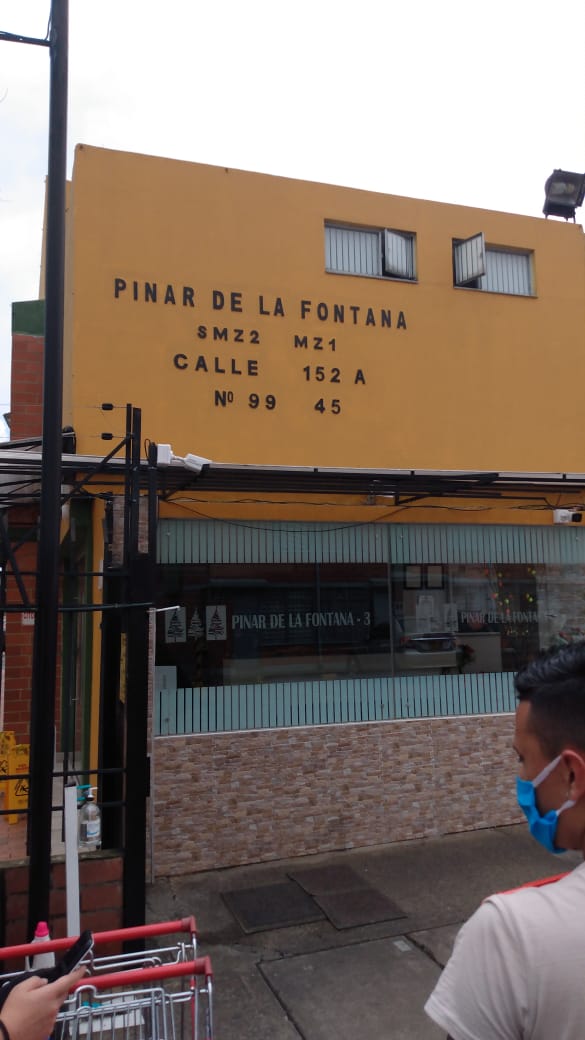 PINAR DE LA FONTANA
SMZ2 MZ1
CALLE 152 A
Nº 99 45
PINAR DE LA FONTANA - 3
PINAR DE LA FONTAN